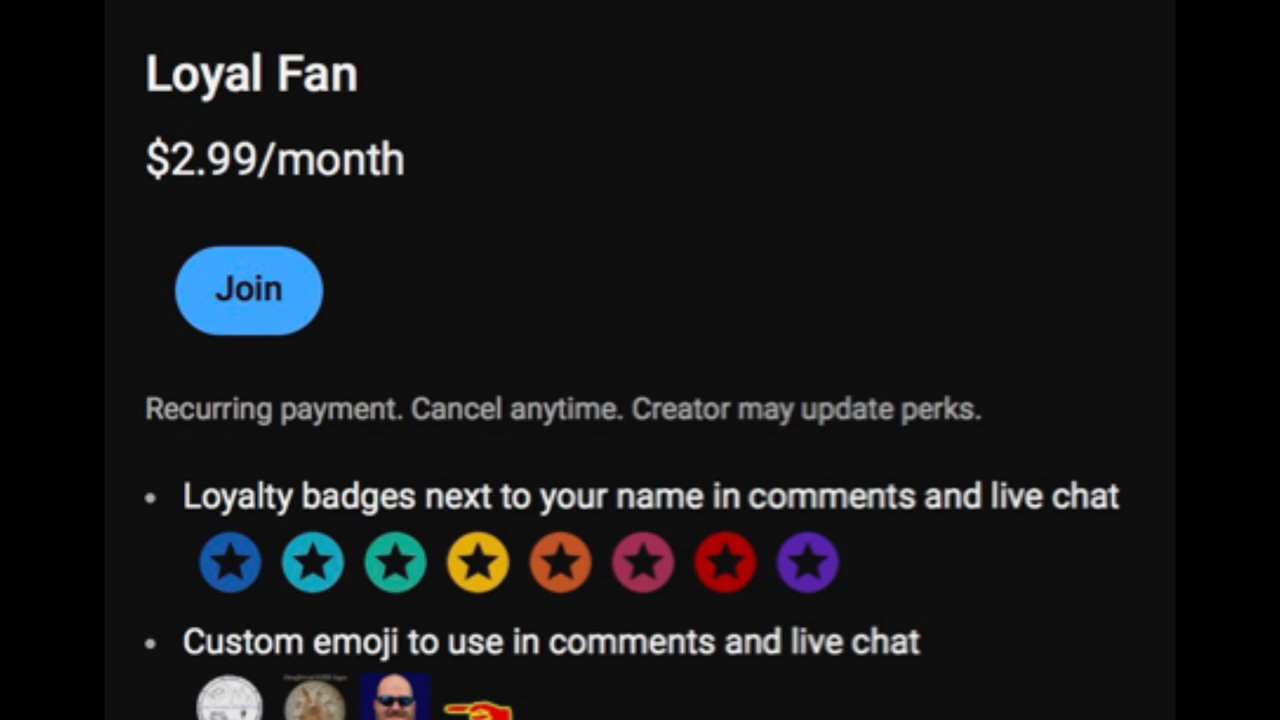 Loyal Fan
$2.99/month
Join
Recurring payment. Cancel anytime. Creator may update perks.
• Loyalty badges next to your name in comments and live chat
• Custom emoji to use in comments and live chat